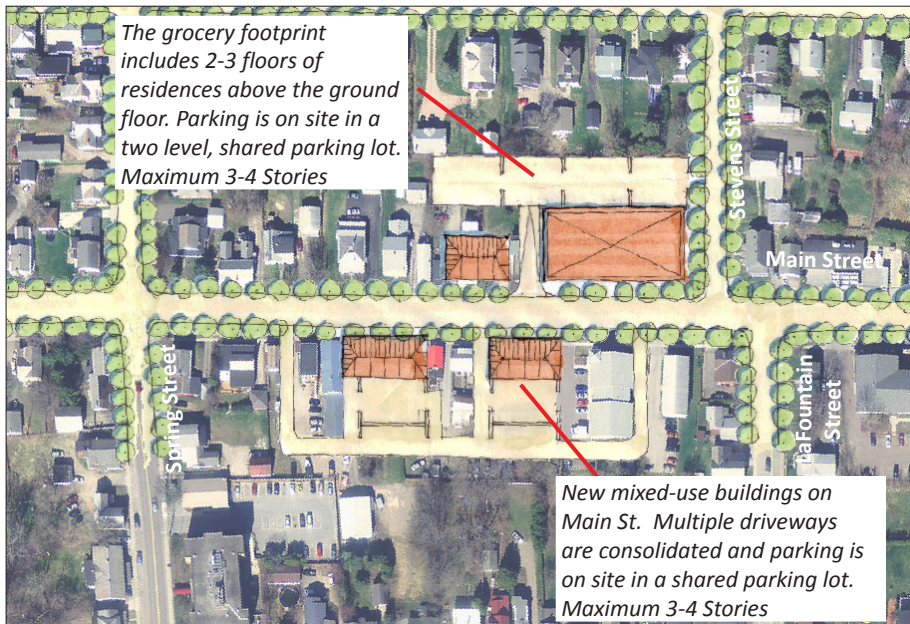 The grocery footprint
includes 2-3 floors of
residences above the ground
floor. Parking is on site in a
two level, shared parking lot.
Maximum 3-4 Stories
Stevens Street
Main Street
Spring Street
LaFountain
Street
New mixed-use buildings on
Main St.  Multiple driveways
are consolidated and parking is
on site in a shared parking lot.
Maximum 3-4 Stories